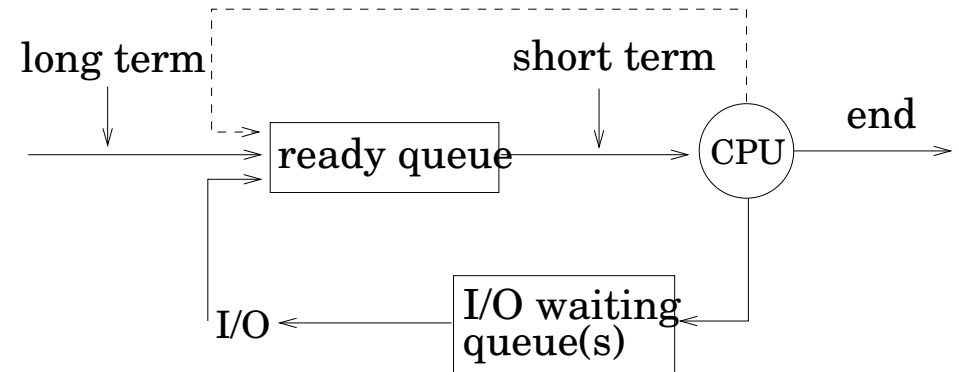 long term
short term
end
ready queue
CPU
I/O waiting
queue(s)
I/O